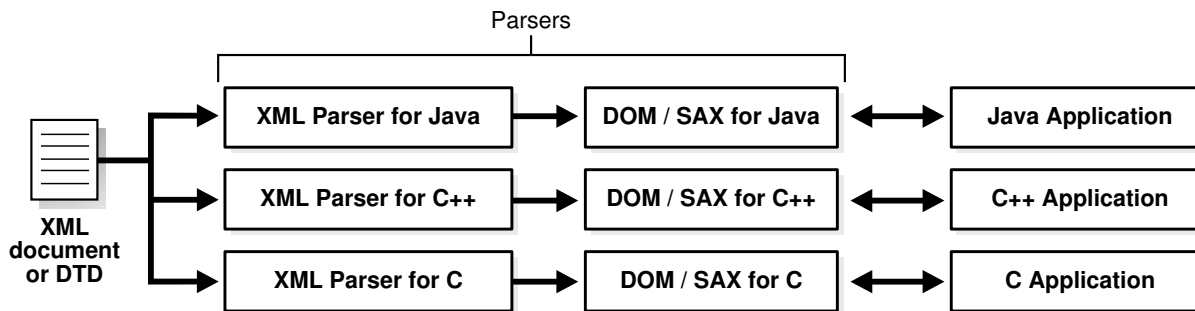 Parsers
XML Parser for Java
DOM / SAX for Java
Java Application
XML Parser for C++
DOM / SAX for C++
C++ Application
XML
document
or DTD
XML Parser for C
DOM / SAX for C
C Application